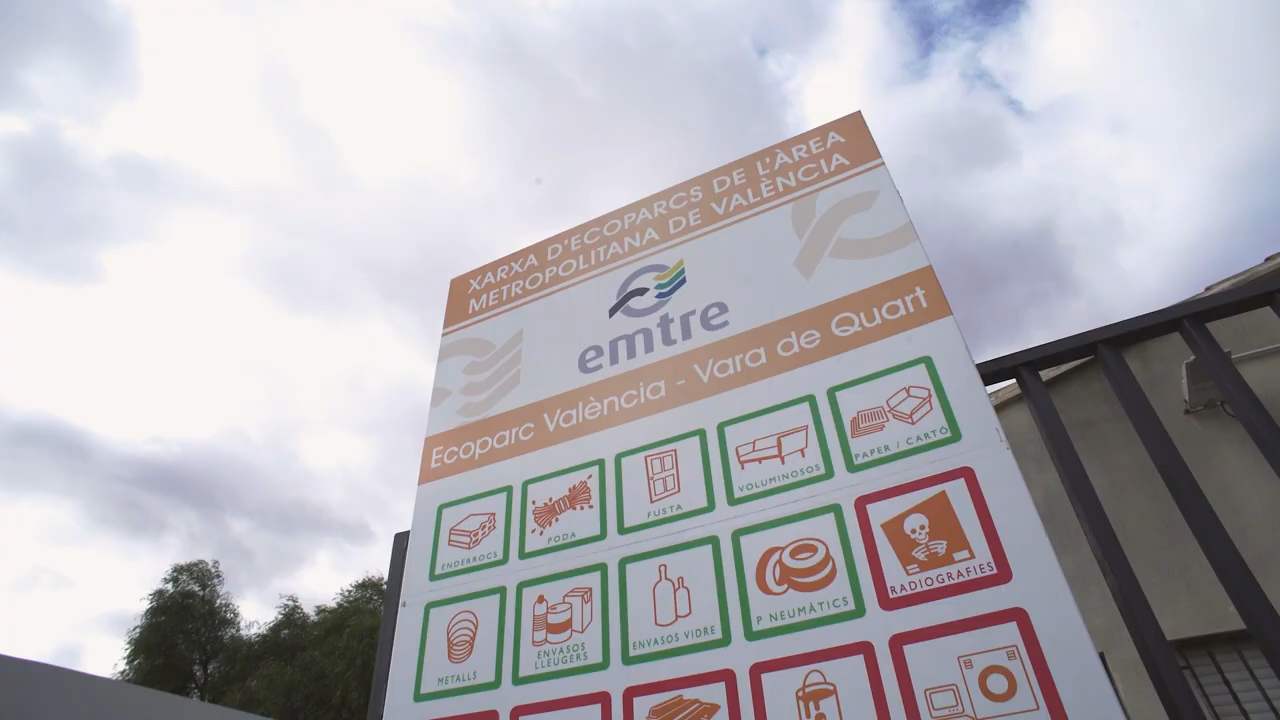 XARXA D'ECOPARCS DE L'ÀREA
METROPOLITANA DE VALÈNCIA
emtre
Ecoparc València - Vara de Quart
ENDERROCS
PODA
FUSTA
VOLUMINOSOS
PAPER / CARTÓ
METALLS
ENVASOS
LLEUGERS
ENVASOS VIDRE
P NEUMÀTICS
RADIOGRAFIES